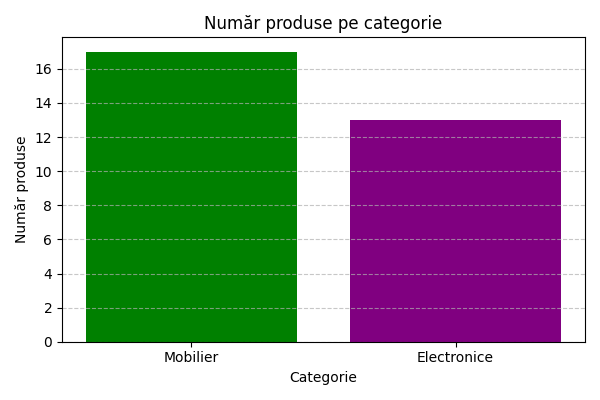 Număr produse pe categorie
Număr produse
16
14
12
10
8
6
4
2
0
Mobilier
Electronice
Categorie